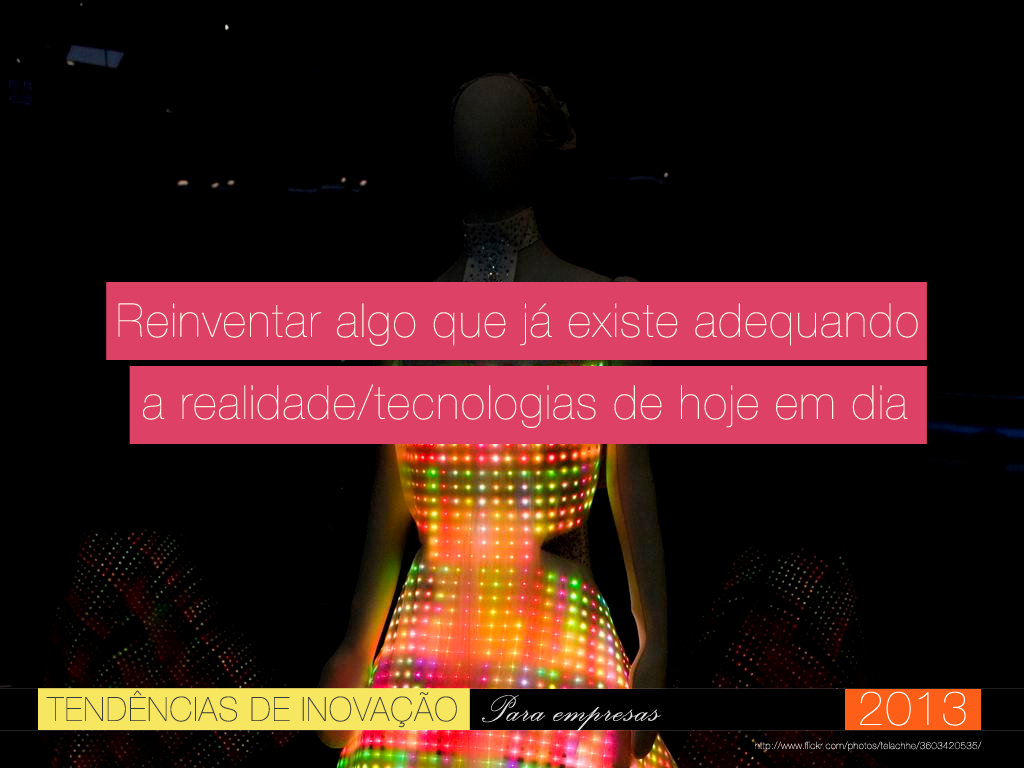 Reinventar algo que já existe adequando
a realidade/tecnologias de hoje em dia
TENDÊNCIAS DE INOVAÇÃO Para empresas 2013
http://www.flickr.com/photos/telachhe/3603420535/